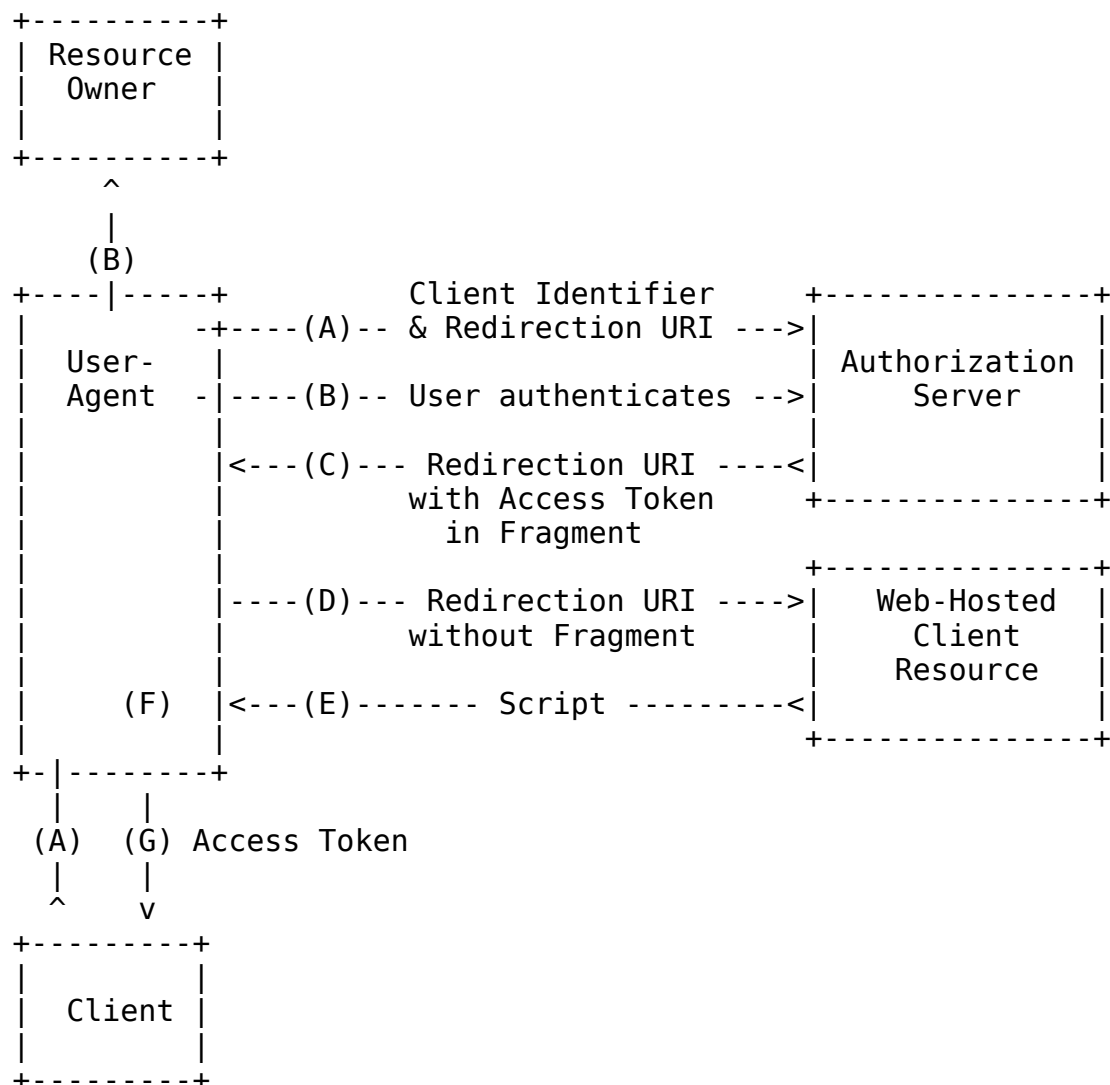 +----------+
| Resource |
|  Owner   |
|          |
+----------+
     ^
     |
    (B)
+----|-----+          Client Identifier     +---------------+
|         -+----(A)-- & Redirection URI --->|               |
|  User-   |                                | Authorization |
|  Agent  -|----(B)-- User authenticates -->|     Server    |
|          |                                |               |
|          |<---(C)--- Redirection URI ----<|               |
|          |          with Access Token     +---------------+
|          |            in Fragment
|          |                                +---------------+
|          |----(D)--- Redirection URI ---->|   Web-Hosted  |
|          |          without Fragment      |     Client    |
|          |                                |    Resource   |
|     (F)  |<---(E)------- Script ---------<|               |
|          |                                +---------------+
+-|--------+
  |    |
 (A)  (G) Access Token
  |    |
  ^    v
+---------+
|         |
|  Client |
|         |
+---------+